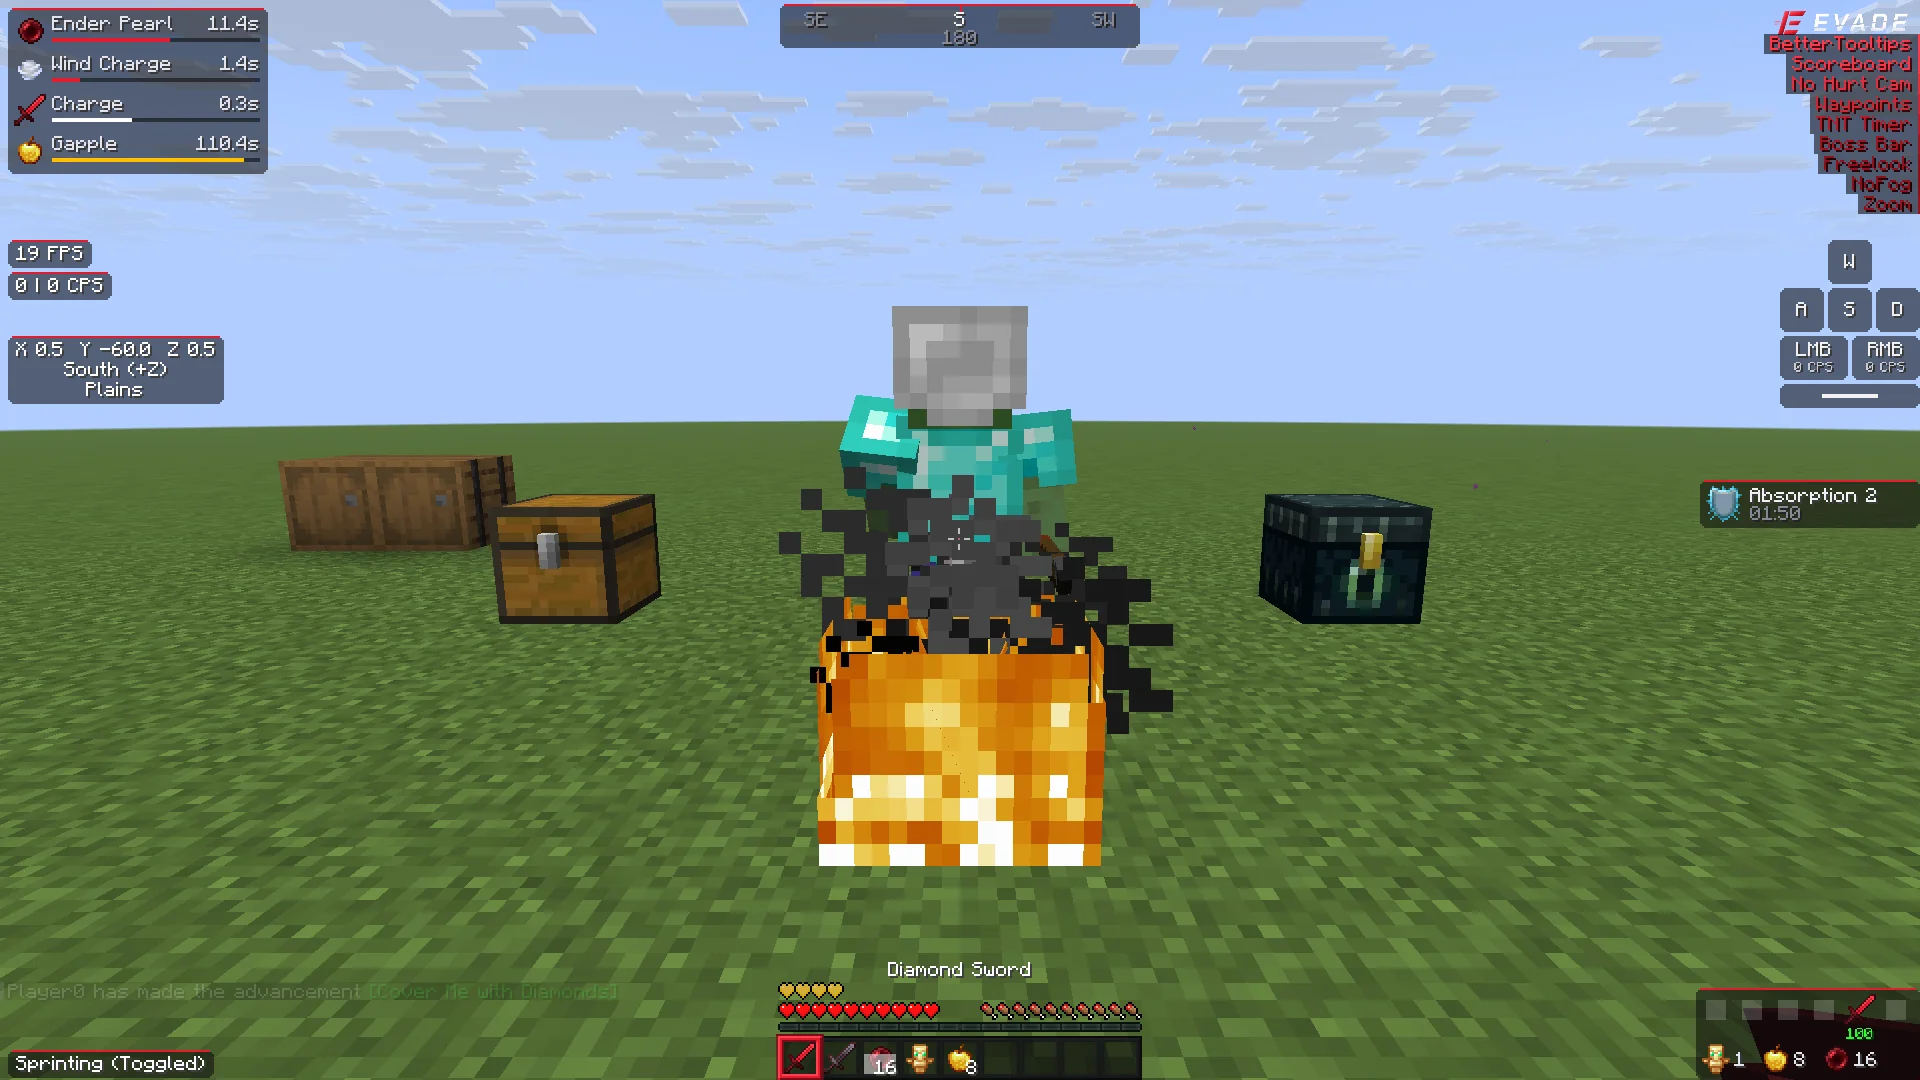 Ender Pearl 11.4s
Wind Charge 1.4s
Charge 0.3s
Gapple 110.4s
19 FPS
0 | 0 CPS
X 0.5 Y -60.0 Z 0.5
South (+Z)
Plains
SE S SW
180
EVADE
BetterTooltips
Scoreboard
No Hurt Cam
Waypoints
TNT Timer
Boss Bar
Freelook
NoFog
Zoom
W
A S D
LMB RMB
0 CPS 0 CPS
Absorption 2
01:50
Diamond Sword
Player0 has made the advancement [Cover Me with Diamonds]
Sprinting (Toggled)
16 8
100
1 8 16